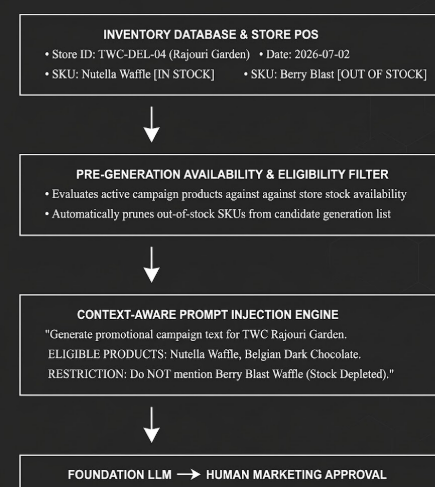 INVENTORY DATABASE & STORE POS
• Store ID: TWC-DEL-04 (Rajouri Garden) • Date: 2026-07-02
• SKU: Nutella Waffle [IN STOCK] • SKU: Berry Blast [OUT OF STOCK]
PRE-GENERATION AVAILABILITY & ELIGIBILITY FILTER
• Evaluates active campaign products against against store stock availability
• Automatically prunes out-of-stock SKUs from candidate generation list
CONTEXT-AWARE PROMPT INJECTION ENGINE
"Generate promotional campaign text for TWC Rajouri Garden.
ELIGIBLE PRODUCTS: Nutella Waffle, Belgian Dark Chocolate.
RESTRICTION: Do NOT mention Berry Blast Waffle (Stock Depleted)."
FOUNDATION LLM → HUMAN MARKETING APPROVAL